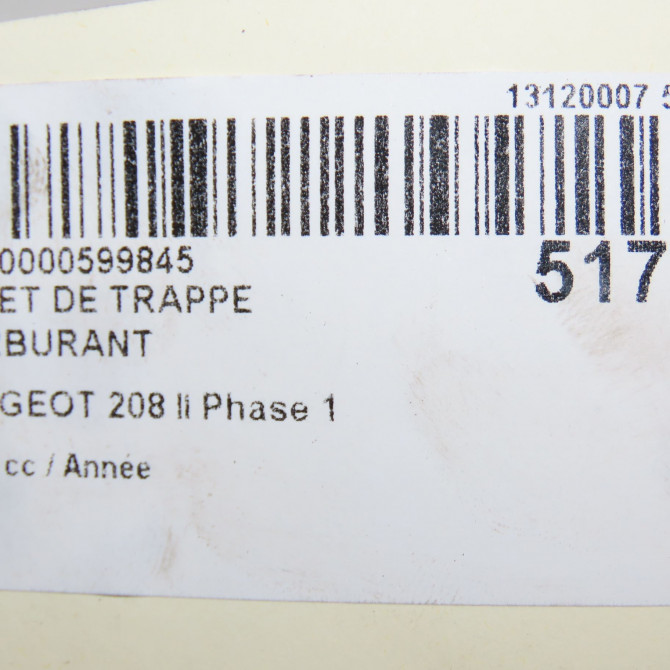 13120007 5
0000599845
517
ET DE TRAPPE
BURANT
GEOT 208 II Phase 1
cc / Année